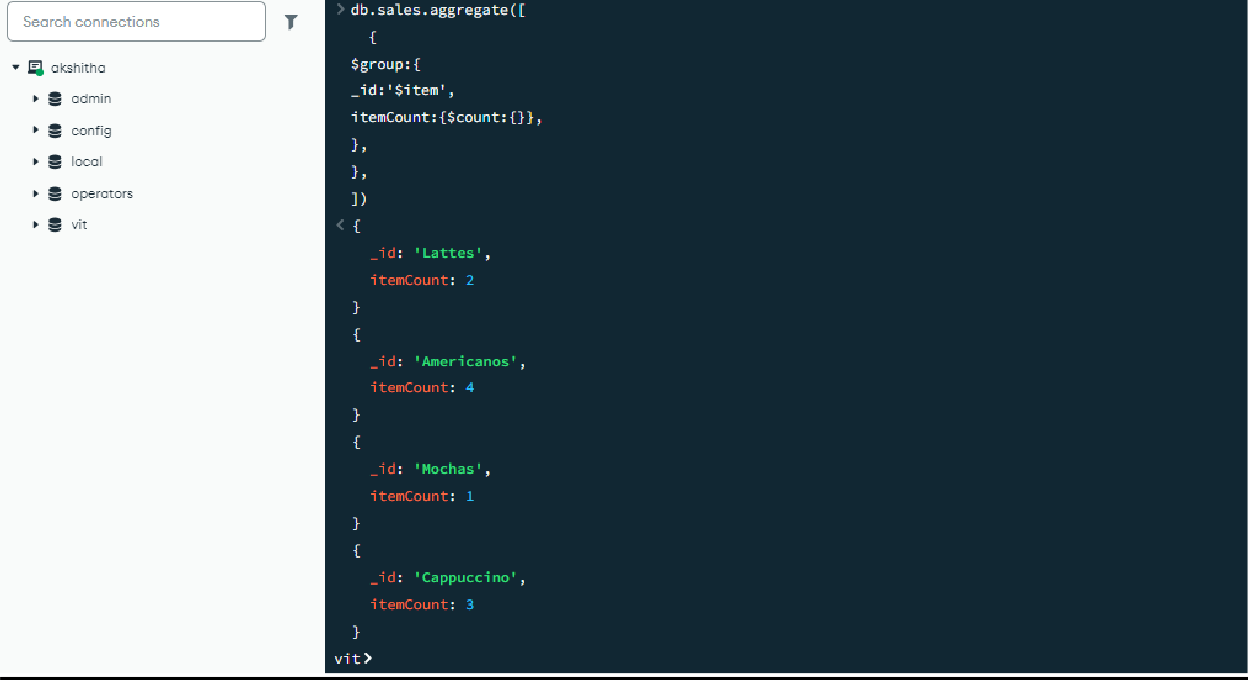 Search connections
akshitha
admin
config
local
operators
vit
> db.sales.aggregate([
{
$group:{
_id:'$item',
itemCount:{$count:{}},
},
},
])
< {
_id: 'Lattes',
itemCount: 2
}
{
_id: 'Americanos',
itemCount: 4
}
{
_id: 'Mochas',
itemCount: 1
}
{
_id: 'Cappuccino',
itemCount: 3
}
vit>